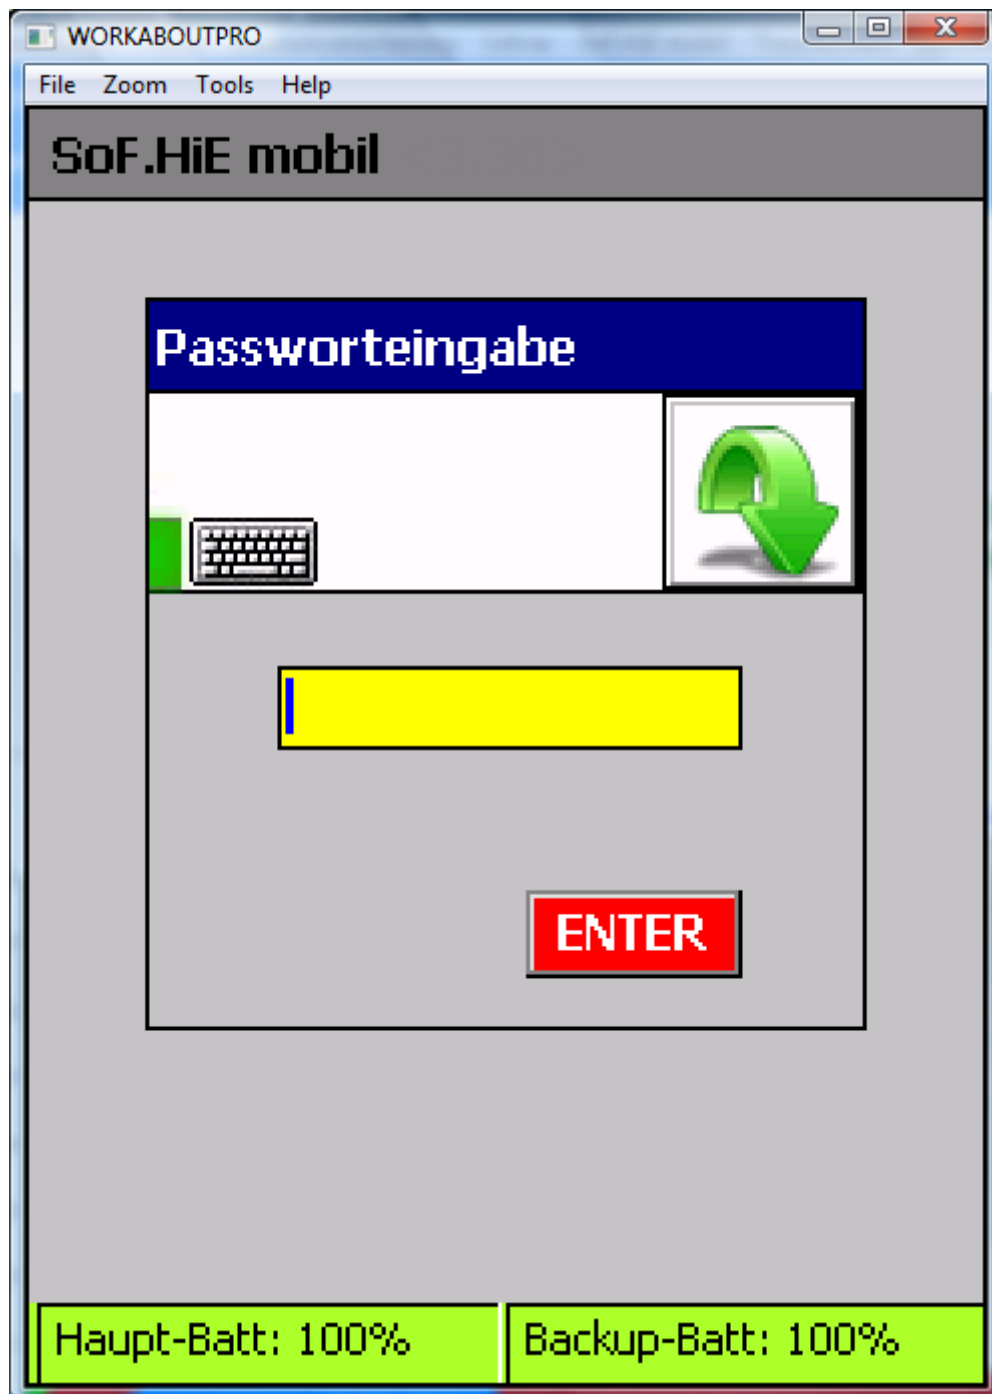 WORKABOUTPRO
File Zoom Tools Help
SoF.HiE mobil
Passworteingabe
ENTER
Haupt-Batt: 100% Backup-Batt: 100%